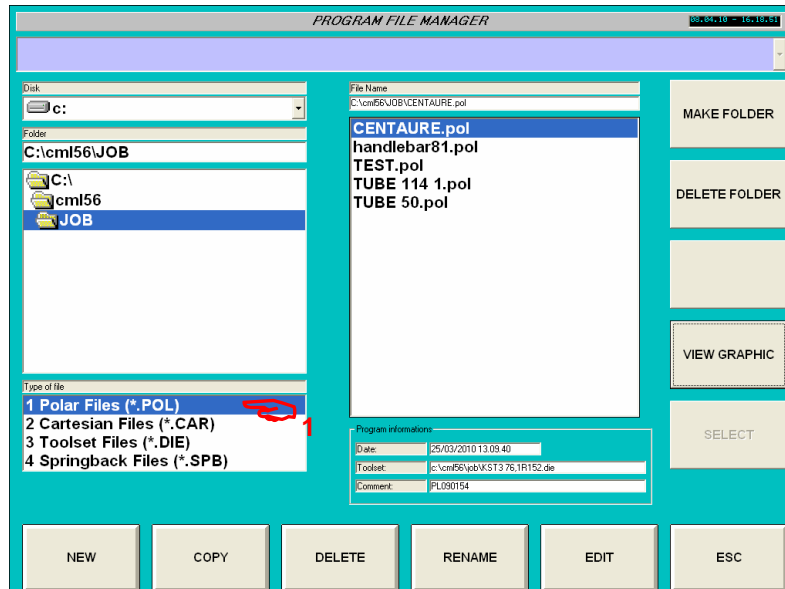 PROGRAM FILE MANAGER
08.04.10 - 16.18.51
Disk
c:
Folder
C:\cml56\JOB
C:\
cml56
JOB
Type of file
1 Polar Files (*.POL)
2 Cartesian Files (*.CAR)
3 Toolset Files (*.DIE)
4 Springback Files (*.SPB)
1
File Name
C:\cml56\JOB\CENTAURE.pol
CENTAURE.pol
handlebar81.pol
TEST.pol
TUBE 114 1.pol
TUBE 50.pol
Program informations
Date: 25/03/2010 13.09.40
Toolset: c:\cml56\job\KST3 76,1R152.die
Comment: PL090154
MAKE FOLDER
DELETE FOLDER
VIEW GRAPHIC
SELECT
NEW
COPY
DELETE
RENAME
EDIT
ESC